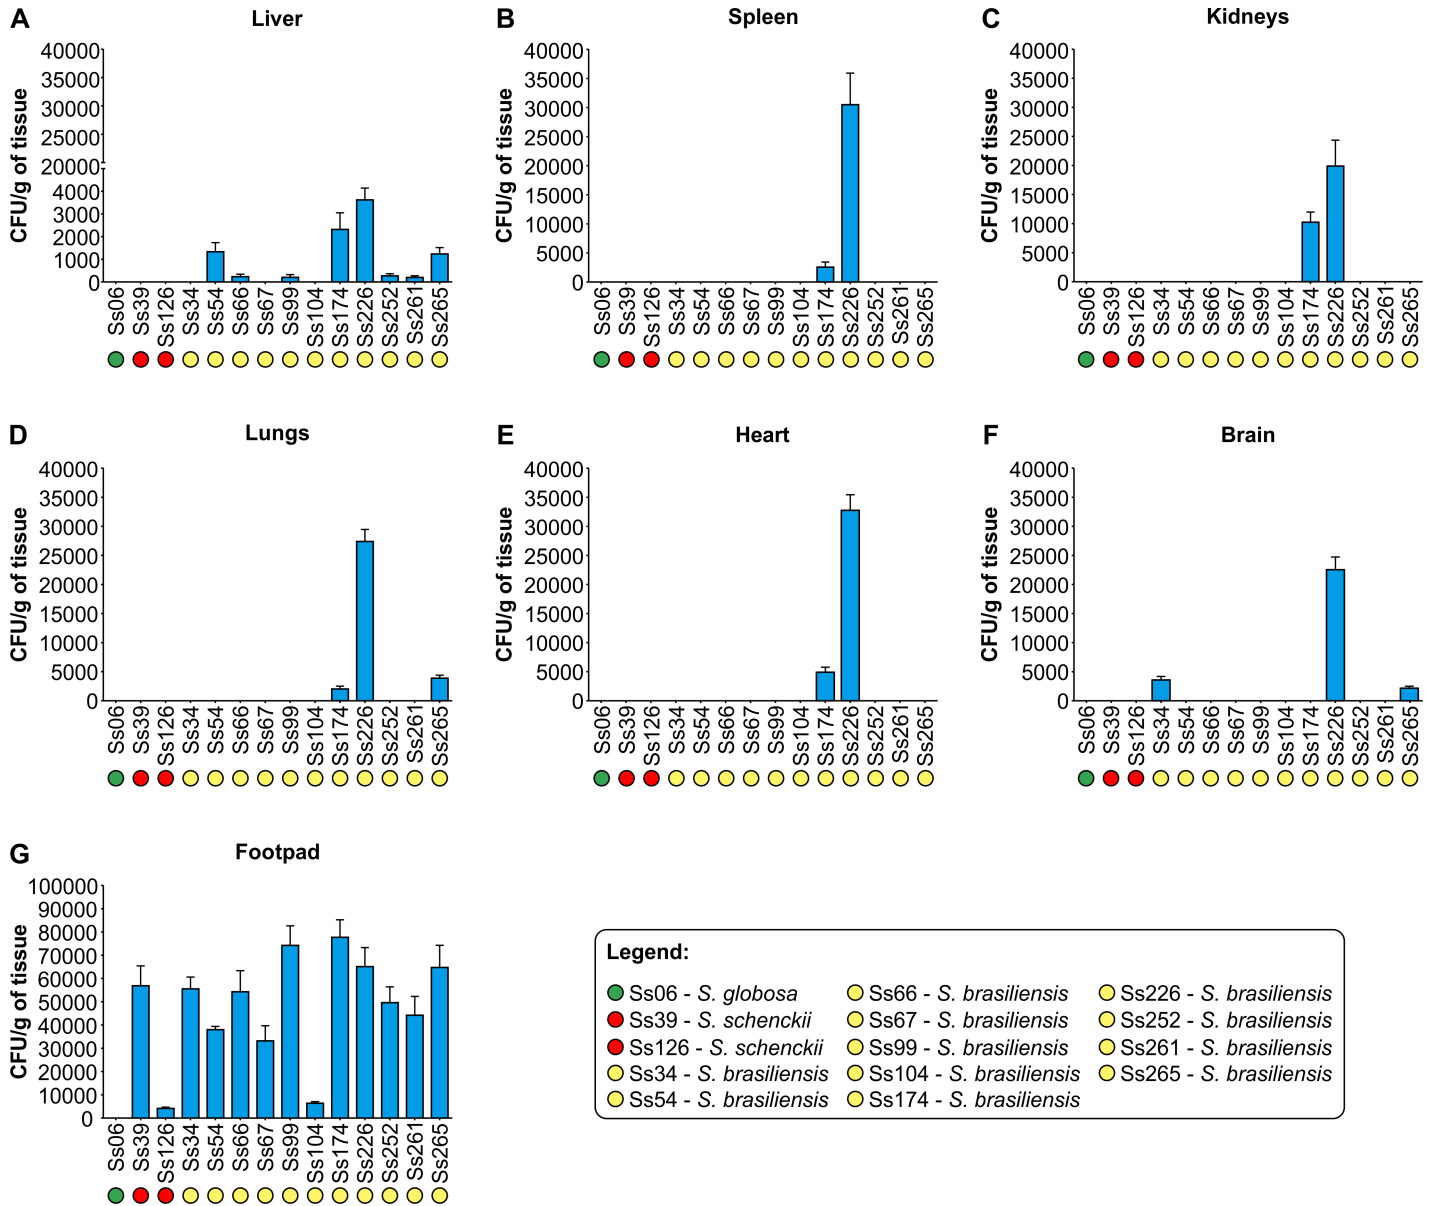 A
Liver
CFU/g of tissue
40000
35000
30000
25000
20000
4000
3000
2000
1000
0
Ss06 Ss39 Ss126 Ss34 Ss54 Ss66 Ss67 Ss99 Ss104 Ss174 Ss226 Ss252 Ss261 Ss265
B
Spleen
CFU/g of tissue
40000
35000
30000
25000
20000
15000
10000
5000
0
Ss06 Ss39 Ss126 Ss34 Ss54 Ss66 Ss67 Ss99 Ss104 Ss174 Ss226 Ss252 Ss261 Ss265
C
Kidneys
CFU/g of tissue
40000
35000
30000
25000
20000
15000
10000
5000
0
Ss06 Ss39 Ss126 Ss34 Ss54 Ss66 Ss67 Ss99 Ss104 Ss174 Ss226 Ss252 Ss261 Ss265
D
Lungs
CFU/g of tissue
40000
35000
30000
25000
20000
15000
10000
5000
0
Ss06 Ss39 Ss126 Ss34 Ss54 Ss66 Ss67 Ss99 Ss104 Ss174 Ss226 Ss252 Ss261 Ss265
E
Heart
CFU/g of tissue
40000
35000
30000
25000
20000
15000
10000
5000
0
Ss06 Ss39 Ss126 Ss34 Ss54 Ss66 Ss67 Ss99 Ss104 Ss174 Ss226 Ss252 Ss261 Ss265
F
Brain
CFU/g of tissue
40000
35000
30000
25000
20000
15000
10000
5000
0
Ss06 Ss39 Ss126 Ss34 Ss54 Ss66 Ss67 Ss99 Ss104 Ss174 Ss226 Ss252 Ss261 Ss265
G
Footpad
CFU/g of tissue
100000
90000
80000
70000
60000
50000
40000
30000
20000
10000
0
Ss06 Ss39 Ss126 Ss34 Ss54 Ss66 Ss67 Ss99 Ss104 Ss174 Ss226 Ss252 Ss261 Ss265
Legend:
Ss06 - S. globosa
Ss39 - S. schenckii
Ss126 - S. schenckii
Ss34 - S. brasiliensis
Ss54 - S. brasiliensis
Ss66 - S. brasiliensis
Ss67 - S. brasiliensis
Ss99 - S. brasiliensis
Ss104 - S. brasiliensis
Ss174 - S. brasiliensis
Ss226 - S. brasiliensis
Ss252 - S. brasiliensis
Ss261 - S. brasiliensis
Ss265 - S. brasiliensis